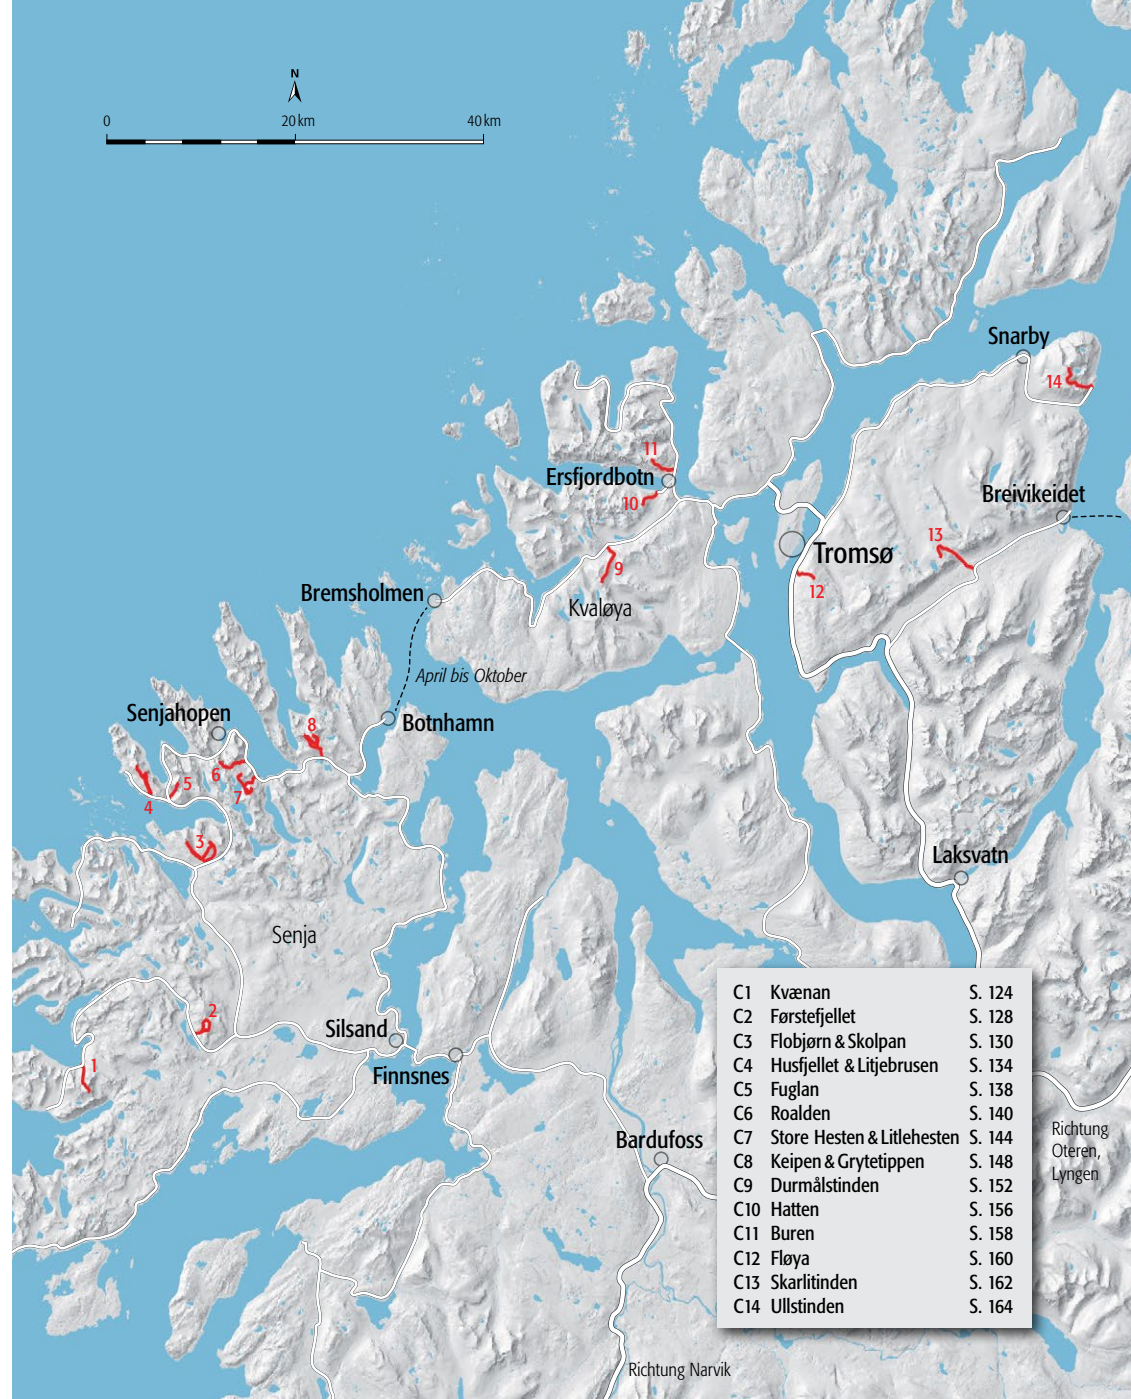 N
0 20 km 40 km
Snarby
14
11
Ersfjordbotn
10
Breivikeidet
13
Tromsø
9
12
Bremsholmen
Kvaløya
April bis Oktober
Senjahopen
Botnhamn
8
6
5
7
4
3
Laksvatn
Senja
2
Silsand
1
Finnsnes
Bardufoss
Richtung
Oteren,
Lyngen
C1 Kvænan S. 124
C2 Førstefjellet S. 128
C3 Flobjørn & Skolpan S. 130
C4 Husfjellet & Litjebrusen S. 134
C5 Fuglan S. 138
C6 Roalden S. 140
C7 Store Hesten & Litlehesten S. 144
C8 Keipen & Grytetippen S. 148
C9 Durmålstinden S. 152
C10 Hatten S. 156
C11 Buren S. 158
C12 Fløya S. 160
C13 Skarlitinden S. 162
C14 Ullstinden S. 164
Richtung Narvik